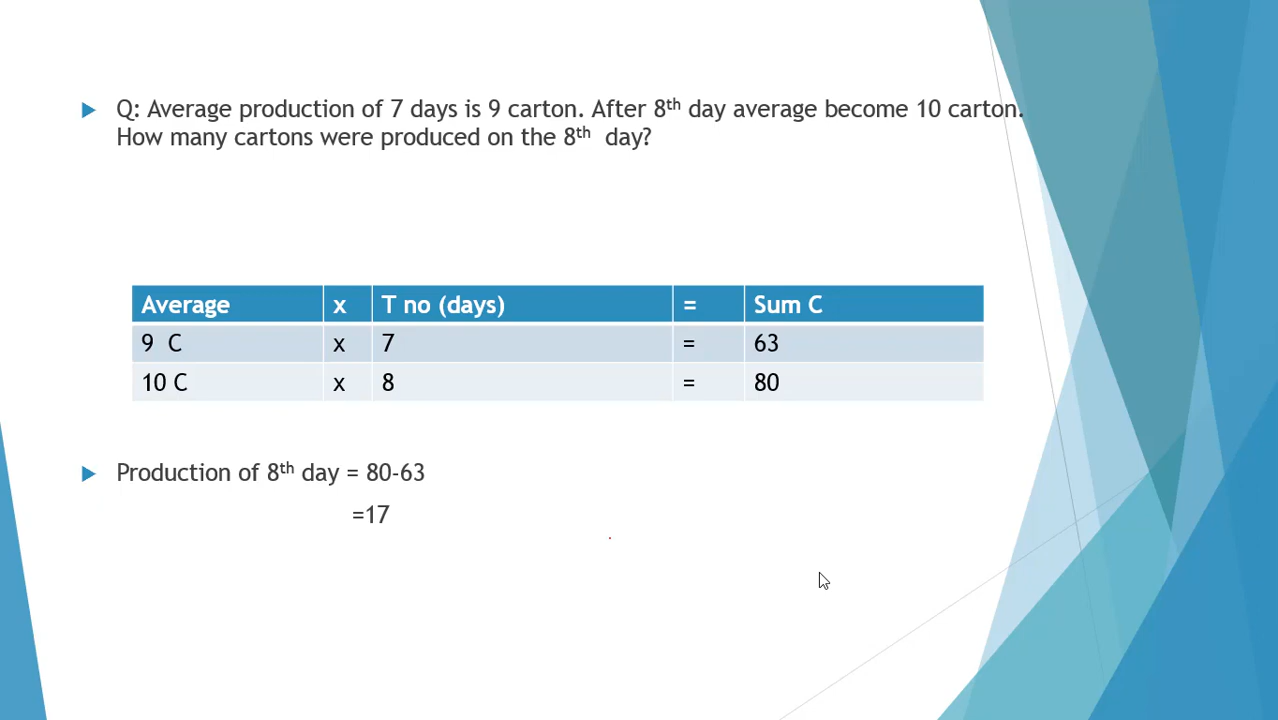 Q: Average production of 7 days is 9 carton. After 8th day average become 10 carton.
How many cartons were produced on the 8th day?
Average x T no (days) = Sum C
9 C x 7 = 63
10 C x 8 = 80
Production of 8th day = 80-63
=17